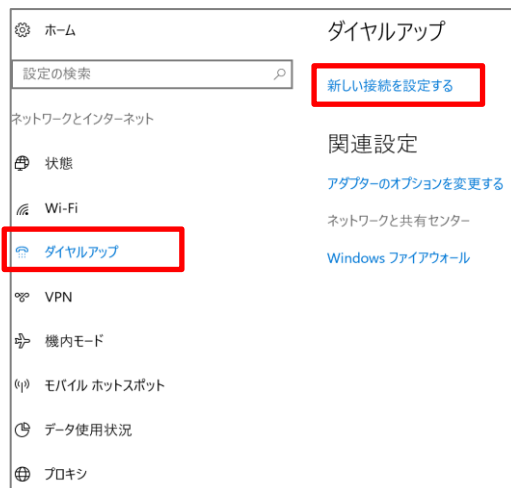 ホーム
設定の検索
ネットワークとインターネット
状態
Wi-Fi
ダイヤルアップ
VPN
機内モード
モバイル ホットスポット
データ使用状況
プロキシ
ダイヤルアップ
新しい接続を設定する
関連設定
アダプターのオプションを変更する
ネットワークと共有センター
Windows ファイアウォール